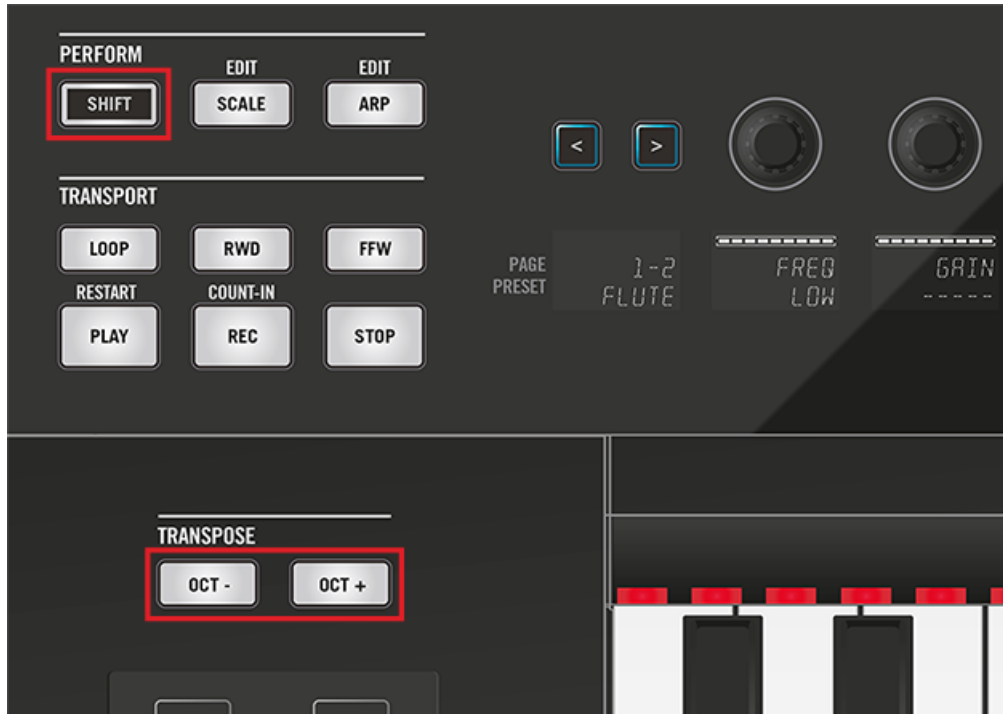 PERFORM
EDIT EDIT
SHIFT SCALE ARP
< >
TRANSPORT
LOOP RWD FFW
PAGE 1-2 FREQ GAIN
PRESET FLUTE LOW -----
RESTART COUNT-IN
PLAY REC STOP
TRANSPOSE
OCT - OCT +